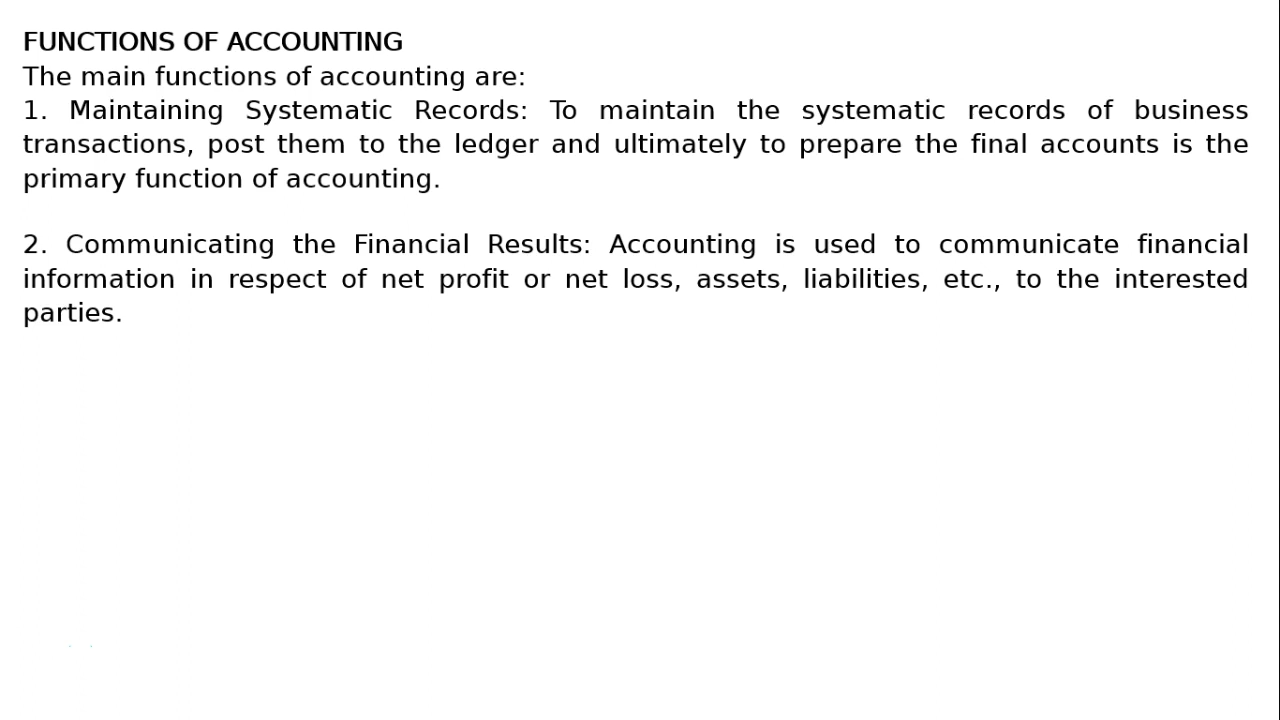 FUNCTIONS OF ACCOUNTING
The main functions of accounting are:
1. Maintaining Systematic Records: To maintain the systematic records of business
transactions, post them to the ledger and ultimately to prepare the final accounts is the
primary function of accounting.
2. Communicating the Financial Results: Accounting is used to communicate financial
information in respect of net profit or net loss, assets, liabilities, etc., to the interested
parties.